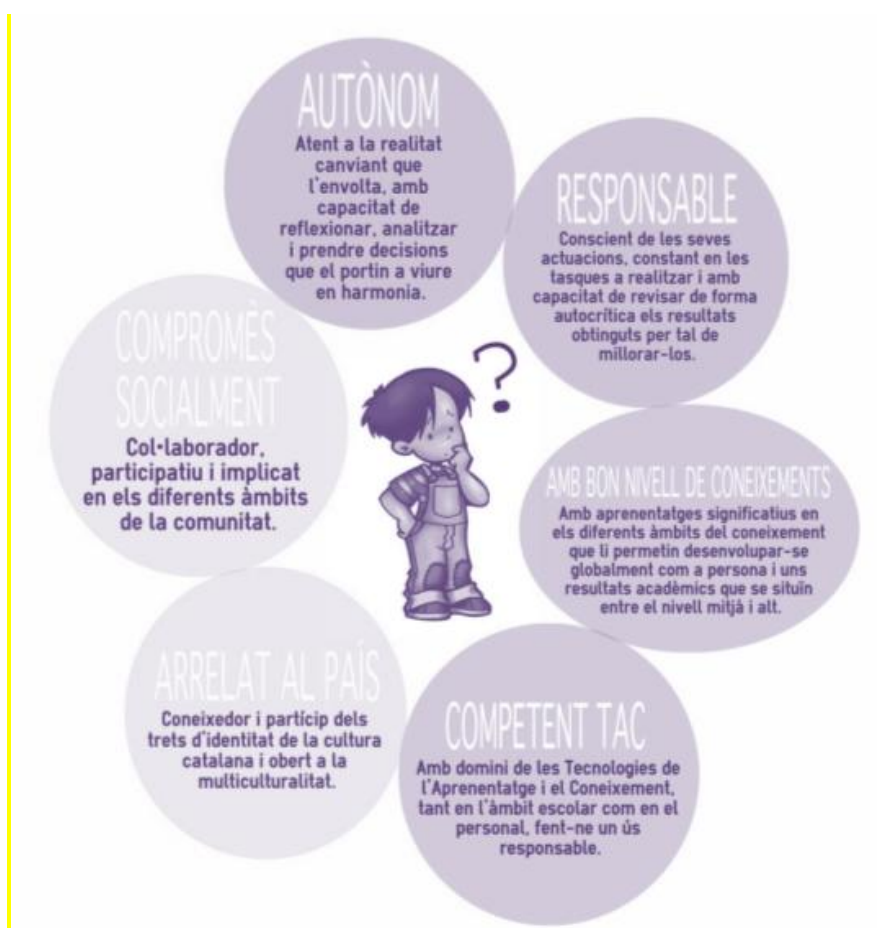 AUTÒNOM
Atent a la realitat
canviant que
l'envolta, amb
capacitat de
reflexionar, analitzar
i prendre decisions
que el portin a viure
en harmonia.
RESPONSABLE
Conscient de les seves
actuacions, constant en les
tasques a realitzar i amb
capacitat de revisar de forma
autocrítica els resultats
obtinguts per tal de
millorar-los.
COMPROMÈS
SOCIALMENT
Col·laborador,
participatiu i implicat
en els diferents àmbits
de la comunitat.
?
AMB BON NIVELL DE CONEIXEMENTS
Amb aprenentatges significatius en
els diferents àmbits del coneixement
que li permetin desenvolupar-se
globalment com a persona i uns
resultats acadèmics que se situïn
entre el nivell mitjà i alt.
ARRELAT AL PAÍS
Coneixedor i partícip dels
trets d'identitat de la cultura
catalana i obert a la
multiculturalitat.
COMPETENT TAC
Amb domini de les Tecnologies de
l'Aprenentatge i el Coneixement,
tant en l'àmbit escolar com en el
personal, fent-ne un ús
responsable.